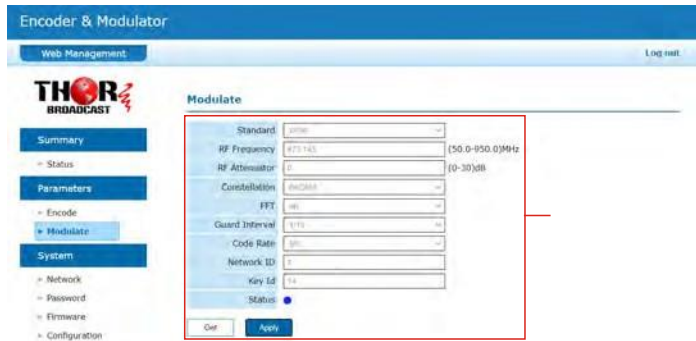 Encoder & Modulator
Web Management
Log out
THOR
BROADCAST
Modulate
Summary
Status
Parameters
Encode
Modulate
System
Network
Password
Firmware
Configuration
Standard
RF Frequency (50.0-950.0)MHz
RF Attenuator 0 (0-30)dB
Constellation
FFT
Guard Interval
Code Rate
Network ID
Key Id
Status
Get Apply